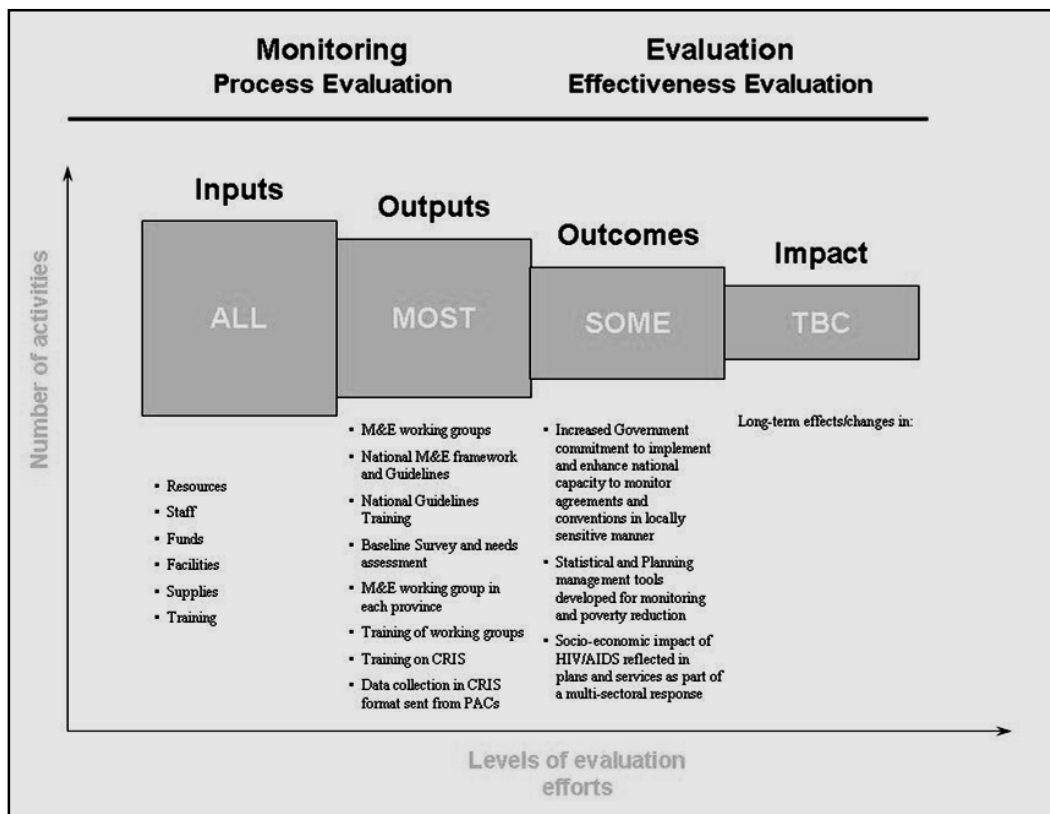 Monitoring
Process Evaluation
Evaluation
Effectiveness Evaluation
Number of activities
Inputs
ALL
▪ Resources
▪ Staff
▪ Funds
▪ Facilities
▪ Supplies
▪ Training
Outputs
MOST
▪ M&E working groups
▪ National M&E framework
and Guidelines
▪ National Guidelines
Training
▪ Baseline Survey and needs
assessment
▪ M&E working group in
each province
▪ Training of working groups
▪ Training on CRIS
▪ Data collection in CRIS
format sent from PACs
Outcomes
SOME
▪ Increased Government
commitment to implement
and enhance national
capacity to monitor
agreements and
conventions in locally
sensitive manner
▪ Statistical and Planning
management tools
developed for monitoring
and poverty reduction
▪ Socio-economic impact of
HIV/AIDS reflected in
plans and services as part of
a multi-sectoral response
Impact
TBC
Long-term effects/changes in:
Levels of evaluation
efforts